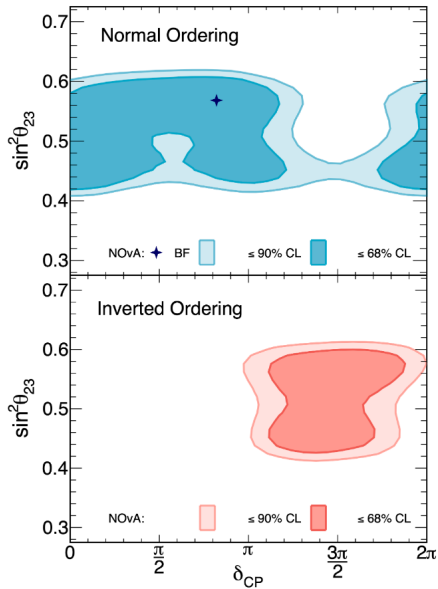 0.7
Normal Ordering
0.6
0.5
sin²θ₂₃
0.4
NOvA: BF ≤ 90% CL ≤ 68% CL
0.3
0.7
Inverted Ordering
0.6
0.5
sin²θ₂₃
0.4
NOvA: ≤ 90% CL ≤ 68% CL
0.3
0 π/2 π 3π/2 2π
δCP